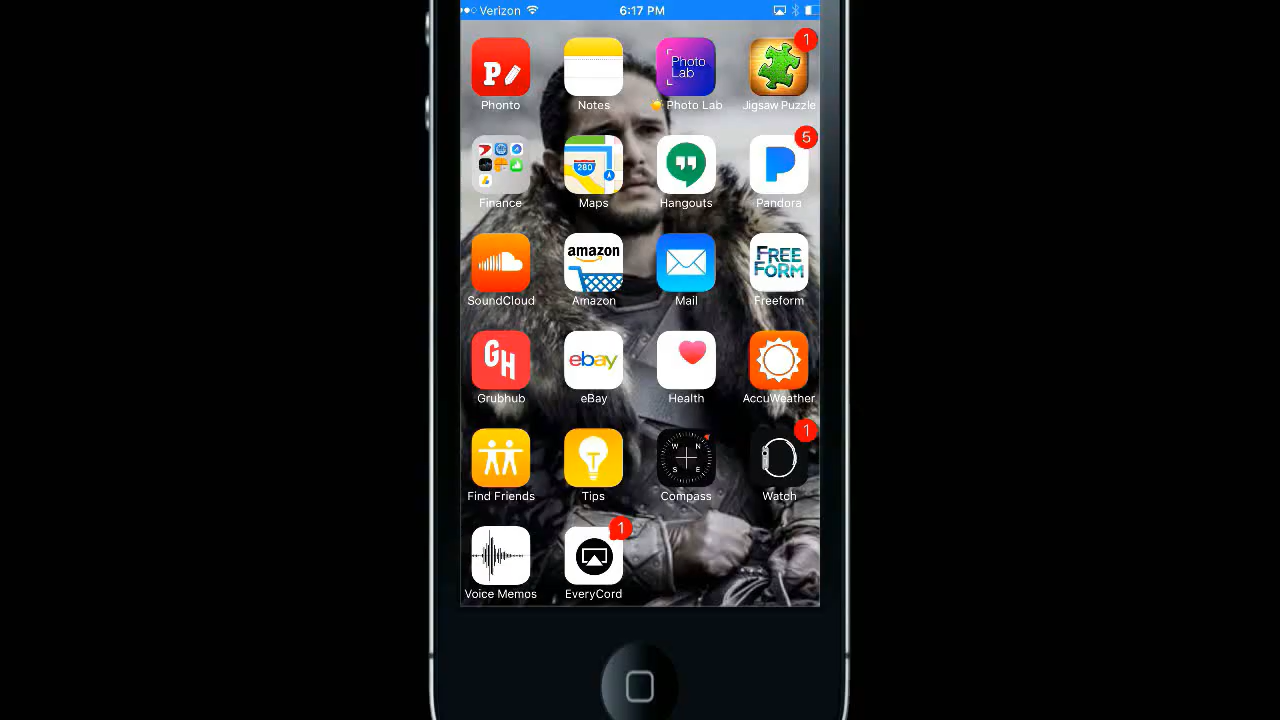 Verizon 6:17 PM
P Photo Lab 1
Phonto Notes Photo Lab Jigsaw Puzzle
280 5
Finance Maps Hangouts Pandora
amazon FREE FORM
SoundCloud Amazon Mail Freeform
GH ebay
Grubhub eBay Health AccuWeather
W N S E 1
Find Friends Tips Compass Watch
1
Voice Memos EveryCord